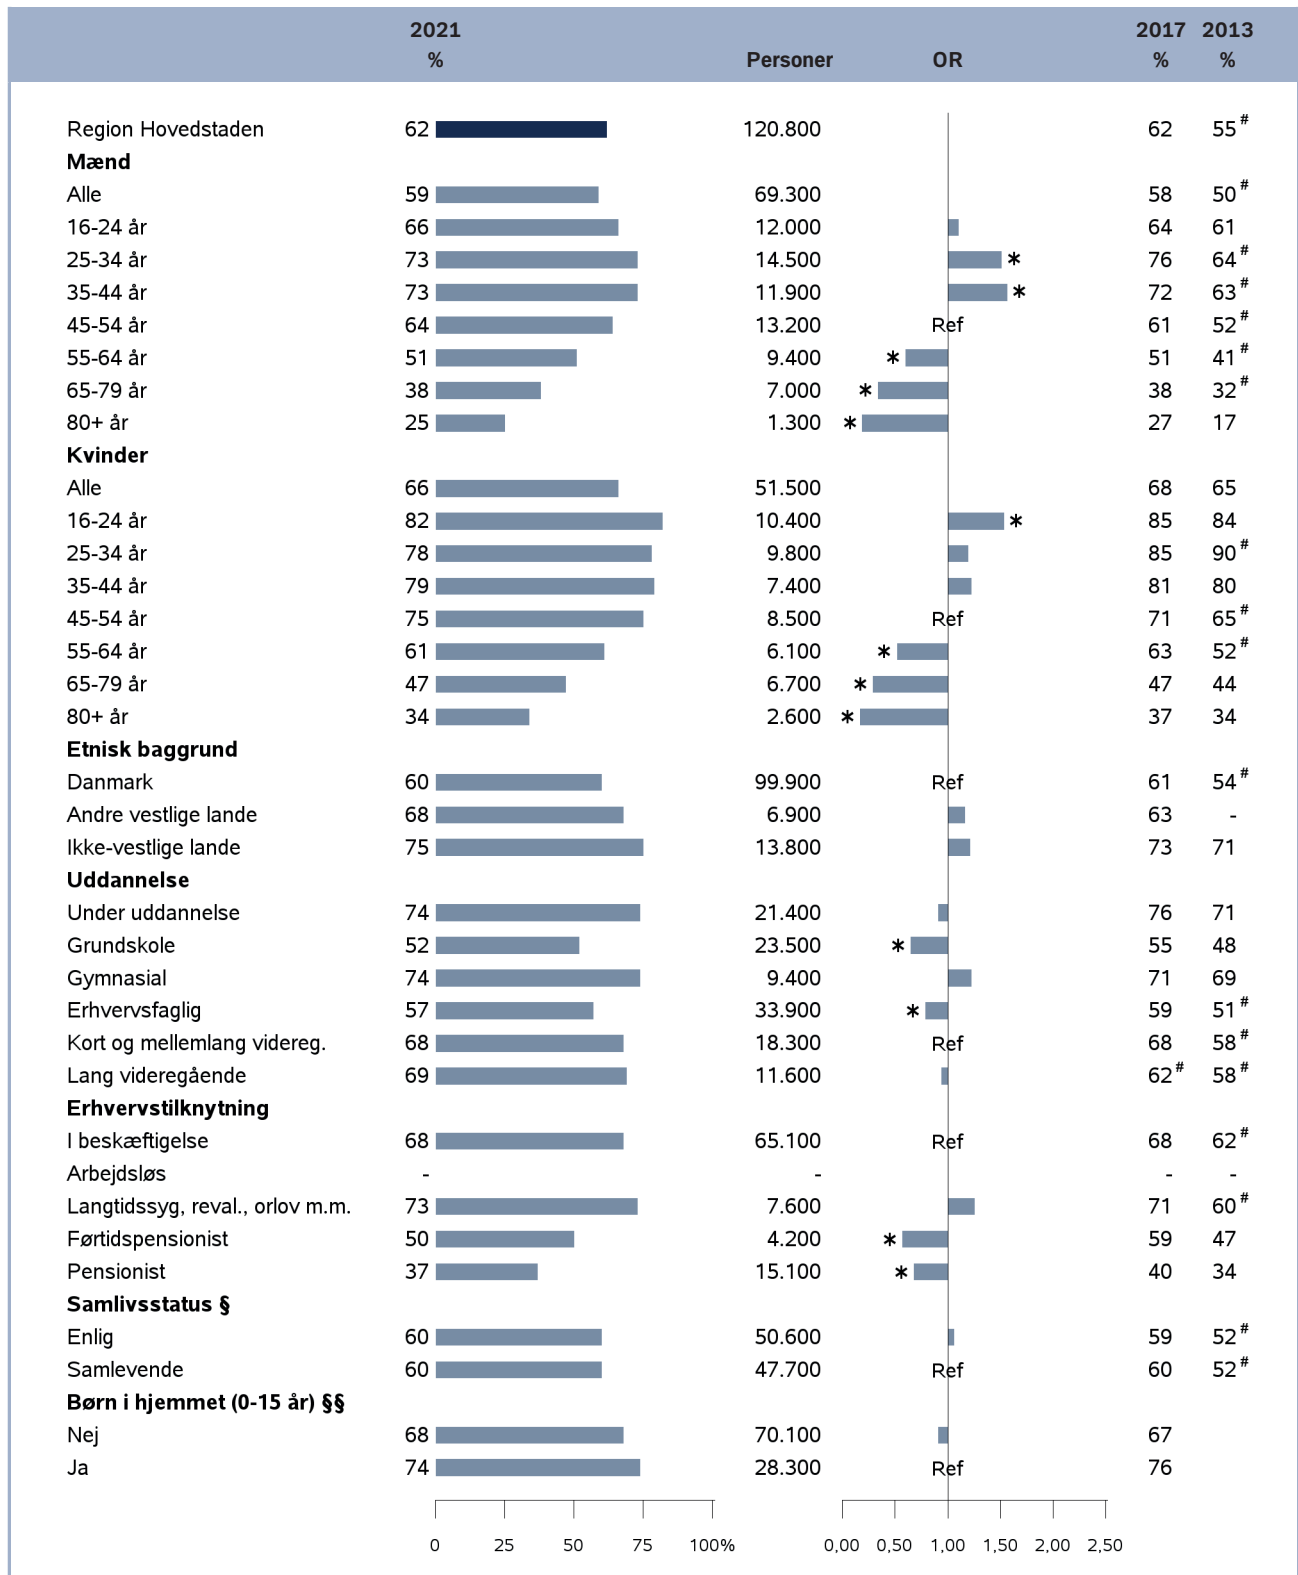 2021 2017 2013
% Personer OR % %
Region Hovedstaden 62 120.800 62 55#
Mænd
Alle 59 69.300 58 50#
16-24 år 66 12.000 64 61
25-34 år 73 14.500 * 76 64#
35-44 år 73 11.900 * 72 63#
45-54 år 64 13.200 Ref 61 52#
55-64 år 51 9.400 * 51 41#
65-79 år 38 7.000 * 38 32#
80+ år 25 1.300 * 27 17
Kvinder
Alle 66 51.500 68 65
16-24 år 82 10.400 * 85 84
25-34 år 78 9.800 85 90#
35-44 år 79 7.400 81 80
45-54 år 75 8.500 Ref 71 65#
55-64 år 61 6.100 * 63 52#
65-79 år 47 6.700 * 47 44
80+ år 34 2.600 * 37 34
Etnisk baggrund
Danmark 60 99.900 Ref 61 54#
Andre vestlige lande 68 6.900 63 -
Ikke-vestlige lande 75 13.800 73 71
Uddannelse
Under uddannelse 74 21.400 76 71
Grundskole 52 23.500 * 55 48
Gymnasial 74 9.400 71 69
Erhvervsfaglig 57 33.900 * 59 51#
Kort og mellemlang videreg. 68 18.300 Ref 68 58#
Lang videregående 69 11.600 62# 58#
Erhvervstilknytning
I beskæftigelse 68 65.100 Ref 68 62#
Arbejdsløs - - - -
Langtidssyg, reval., orlov m.m. 73 7.600 71 60#
Førtidspensionist 50 4.200 * 59 47
Pensionist 37 15.100 * 40 34
Samlivsstatus §
Enlig 60 50.600 59 52#
Samlevende 60 47.700 Ref 60 52#
Børn i hjemmet (0-15 år) §§
Nej 68 70.100 67
Ja 74 28.300 Ref 76
0 25 50 75 100% 0,00 0,50 1,00 1,50 2,00 2,50